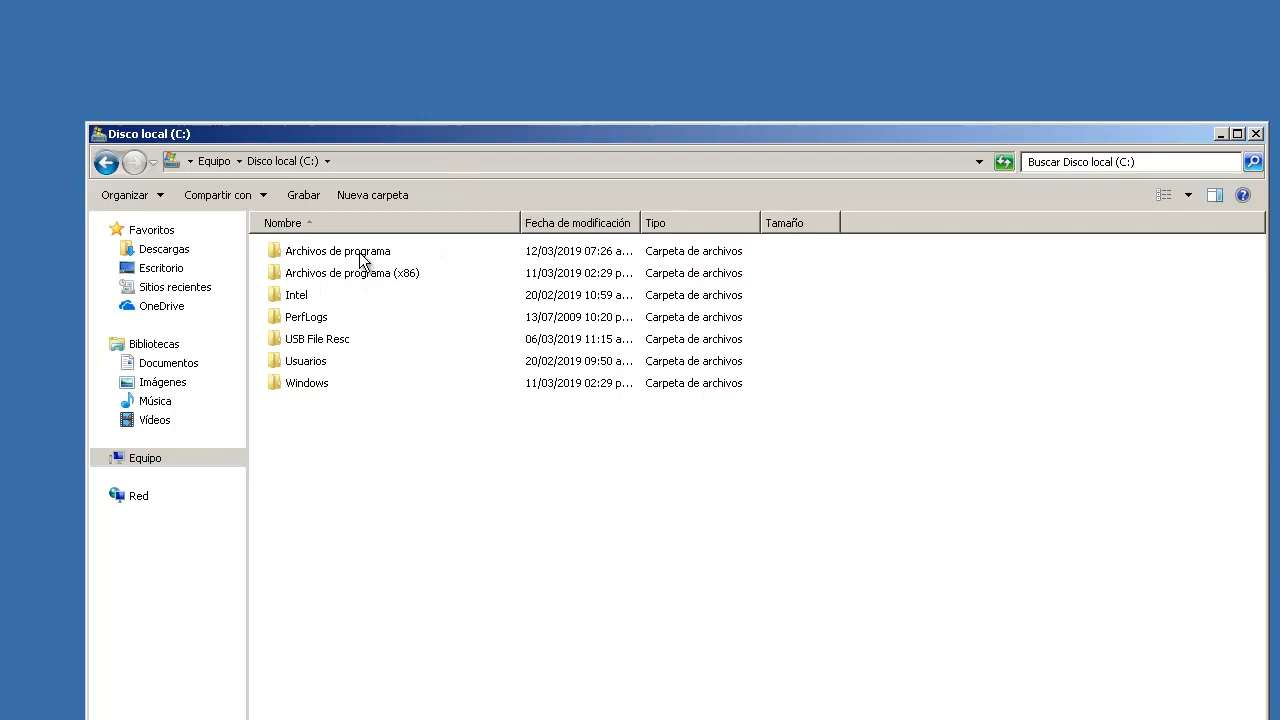 Disco local (C:)
Equipo Disco local (C:) Buscar Disco local (C:)
Organizar Compartir con Grabar Nueva carpeta
Nombre Fecha de modificación Tipo Tamaño
Favoritos
Descargas
Escritorio
Sitios recientes
OneDrive
Bibliotecas
Documentos
Imágenes
Música
Vídeos
Equipo
Red
Archivos de programa 12/03/2019 07:26 a... Carpeta de archivos
Archivos de programa (x86) 11/03/2019 02:29 p... Carpeta de archivos
Intel 20/02/2019 10:59 a... Carpeta de archivos
PerfLogs 13/07/2009 10:20 p... Carpeta de archivos
USB File Resc 06/03/2019 11:15 a... Carpeta de archivos
Usuarios 20/02/2019 09:50 a... Carpeta de archivos
Windows 11/03/2019 02:29 p... Carpeta de archivos